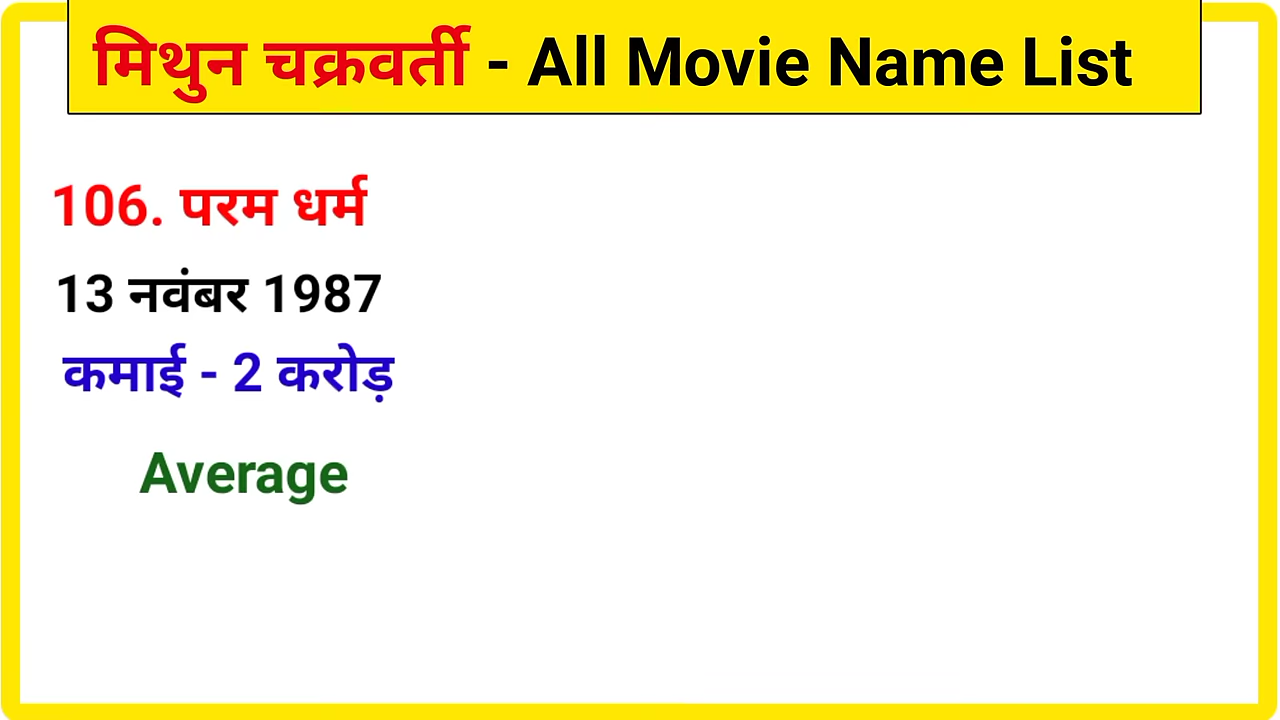 मिथुन चक्रवर्ती - All Movie Name List
106. परम धर्म
13 नवंबर 1987
कमाई - 2 करोड़
Average